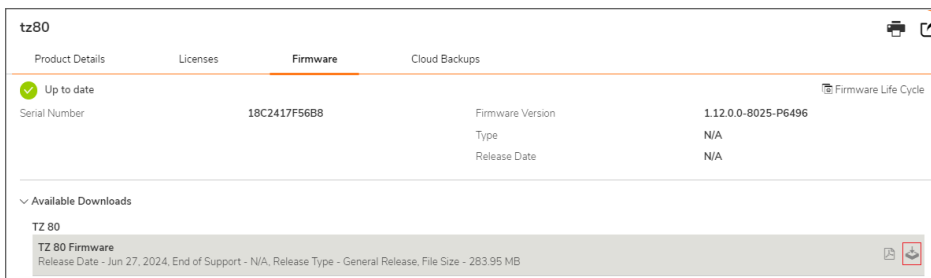 tz80
Product Details Licenses Firmware Cloud Backups
Up to date Firmware Life Cycle
Serial Number 18C2417F56B8 Firmware Version 1.12.0.0-8025-P6496
Type N/A
Release Date N/A
Available Downloads
TZ 80
TZ 80 Firmware
Release Date - Jun 27, 2024, End of Support - N/A, Release Type - General Release, File Size - 283.95 MB